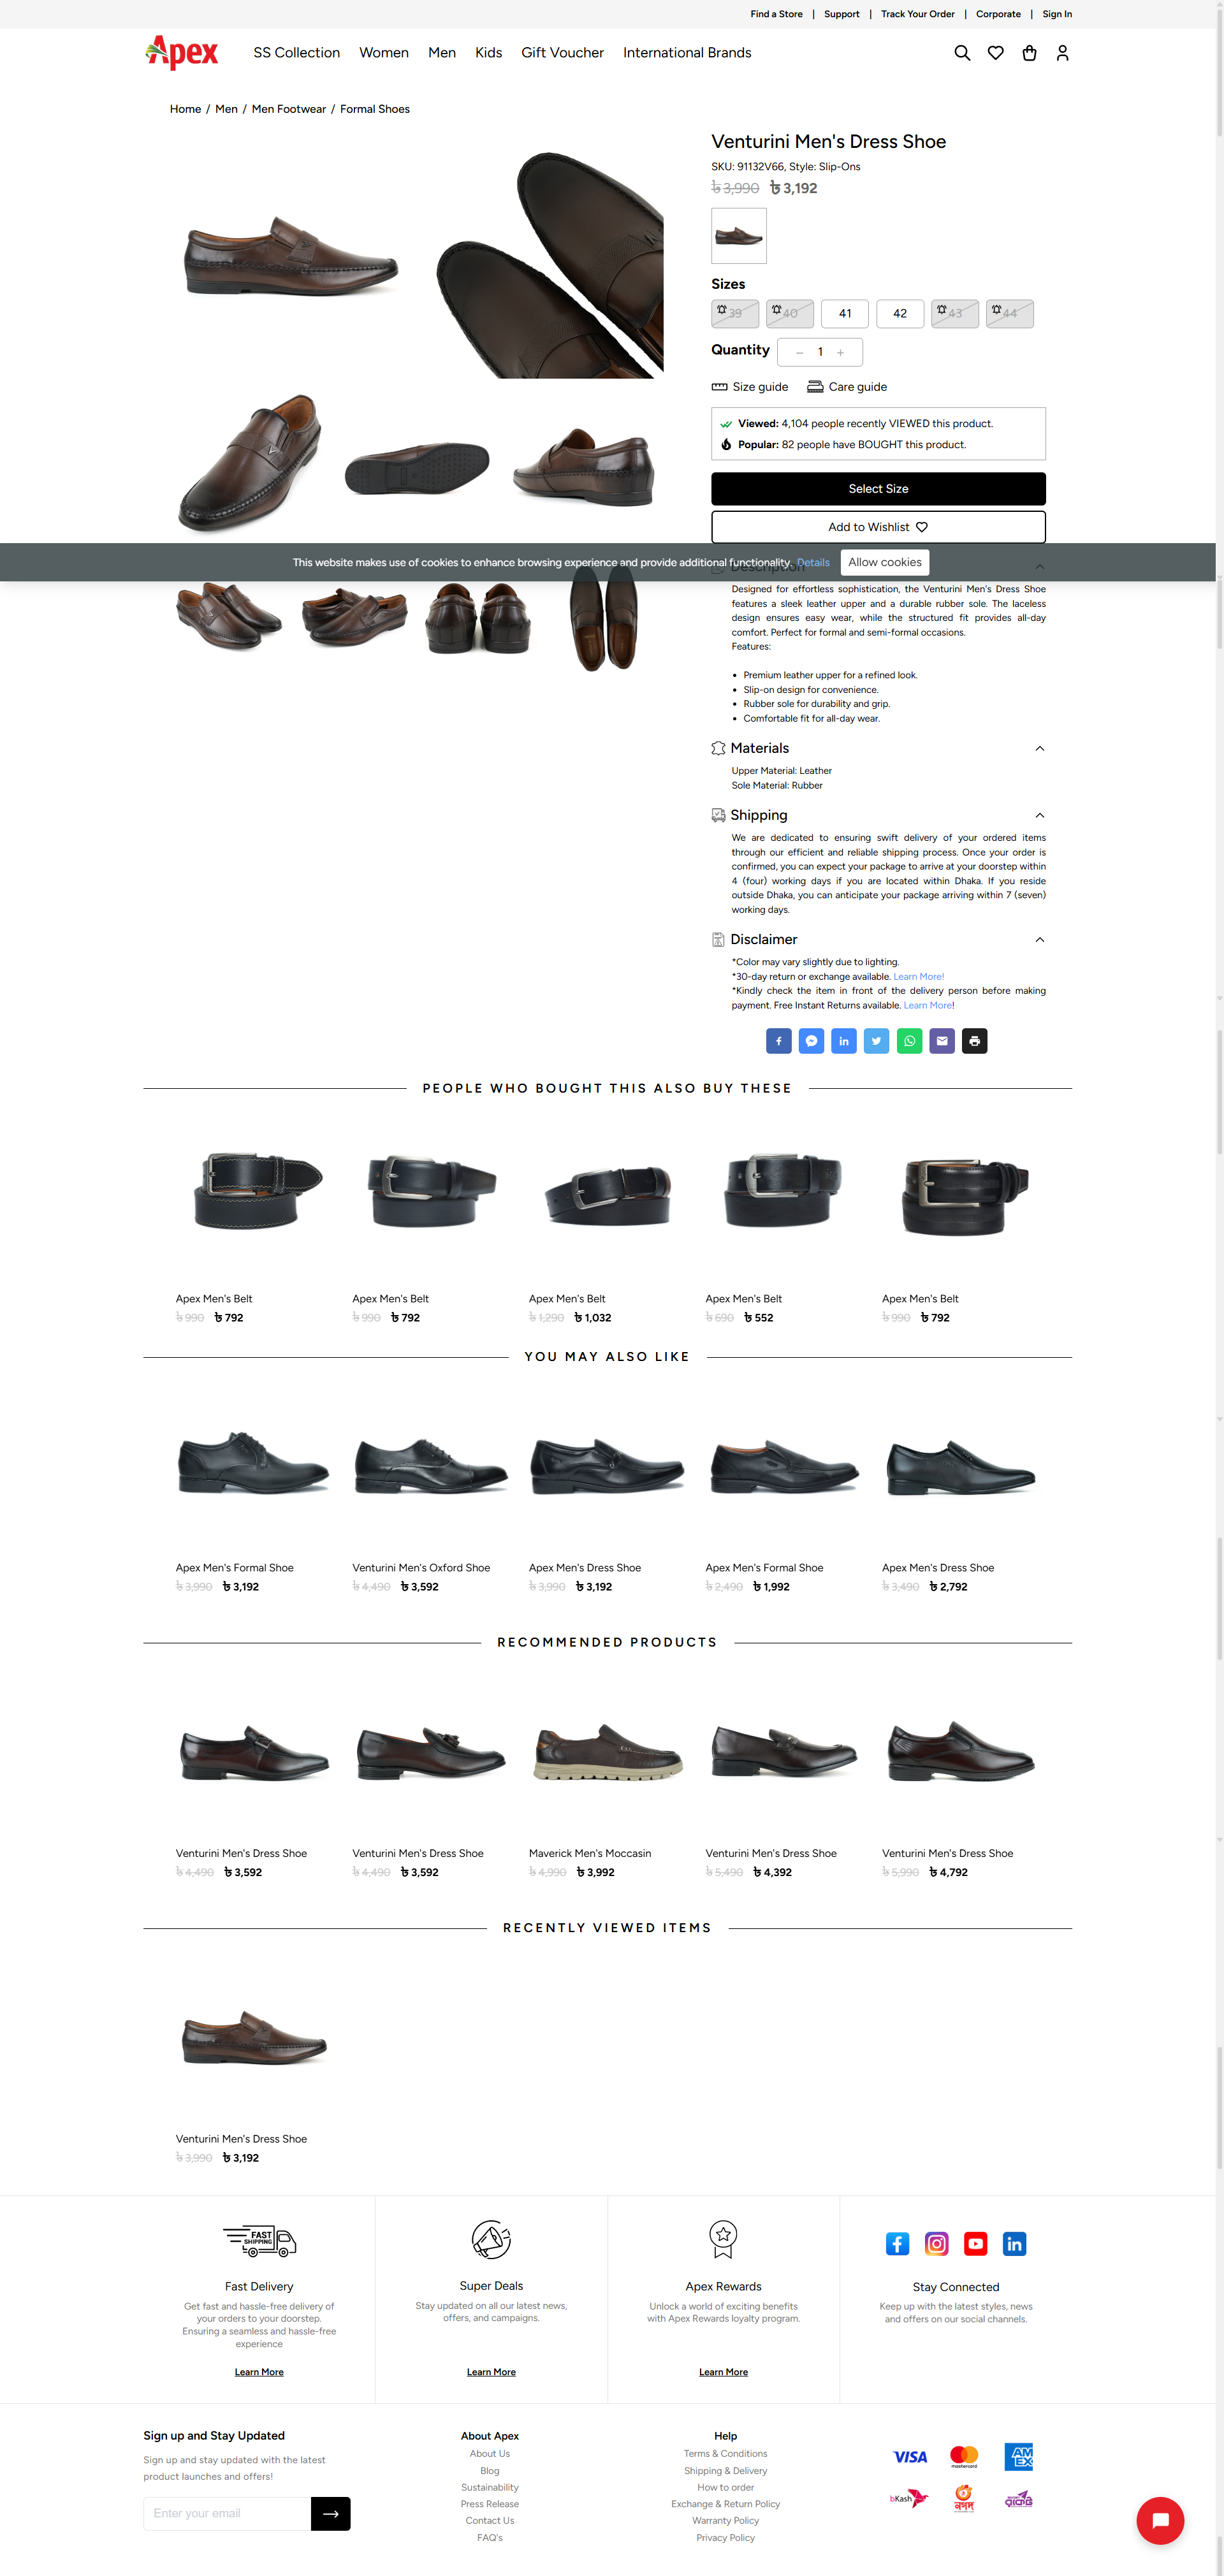 Find a Store | Support | Track Your Order | Corporate | Sign In
Apex SS Collection Women Men Kids Gift Voucher International Brands
Home / Men / Men Footwear / Formal Shoes
Venturini Men's Dress Shoe
SKU: 91132V66, Style: Slip-Ons
৳ 3,990 ৳ 3,192
Sizes
39 40 41 42 43 44
Quantity − 1 +
Size guide Care guide
Viewed: 4,104 people recently VIEWED this product.
Popular: 82 people have BOUGHT this product.
Select Size
Add to Wishlist
This website makes use of cookies to enhance browsing experience and provide additional functionality. Details Allow cookies
Description
Designed for effortless sophistication, the Venturini Men's Dress Shoe
features a sleek leather upper and a durable rubber sole. The laceless
design ensures easy wear, while the structured fit provides all-day
comfort. Perfect for formal and semi-formal occasions.
Features:
• Premium leather upper for a refined look.
• Slip-on design for convenience.
• Rubber sole for durability and grip.
• Comfortable fit for all-day wear.
Materials
Upper Material: Leather
Sole Material: Rubber
Shipping
We are dedicated to ensuring swift delivery of your ordered items
through our efficient and reliable shipping process. Once your order is
confirmed, you can expect your package to arrive at your doorstep within
4 (four) working days if you are located within Dhaka. If you reside
outside Dhaka, you can anticipate your package arriving within 7 (seven)
working days.
Disclaimer
*Color may vary slightly due to lighting.
*30-day return or exchange available. Learn More!
*Kindly check the item in front of the delivery person before making
payment. Free Instant Returns available. Learn More!
PEOPLE WHO BOUGHT THIS ALSO BUY THESE
Apex Men's Belt Apex Men's Belt Apex Men's Belt Apex Men's Belt Apex Men's Belt
৳ 990 ৳ 792 ৳ 990 ৳ 792 ৳ 1,290 ৳ 1,032 ৳ 690 ৳ 552 ৳ 990 ৳ 792
YOU MAY ALSO LIKE
Apex Men's Formal Shoe Venturini Men's Oxford Shoe Apex Men's Dress Shoe Apex Men's Formal Shoe Apex Men's Dress Shoe
৳ 3,990 ৳ 3,192 ৳ 4,490 ৳ 3,592 ৳ 3,990 ৳ 3,192 ৳ 2,490 ৳ 1,992 ৳ 3,490 ৳ 2,792
RECOMMENDED PRODUCTS
Venturini Men's Dress Shoe Venturini Men's Dress Shoe Maverick Men's Moccasin Venturini Men's Dress Shoe Venturini Men's Dress Shoe
৳ 4,490 ৳ 3,592 ৳ 4,490 ৳ 3,592 ৳ 4,990 ৳ 3,992 ৳ 5,490 ৳ 4,392 ৳ 5,990 ৳ 4,792
RECENTLY VIEWED ITEMS
Venturini Men's Dress Shoe
৳ 3,990 ৳ 3,192
FAST
SHIPPING
Fast Delivery
Get fast and hassle-free delivery of
your orders to your doorstep.
Ensuring a seamless and hassle-free
experience
Learn More
Super Deals
Stay updated on all our latest news,
offers, and campaigns.
Learn More
Apex Rewards
Unlock a world of exciting benefits
with Apex Rewards loyalty program.
Learn More
Stay Connected
Keep up with the latest styles, news
and offers on our social channels.
Sign up and Stay Updated
Sign up and stay updated with the latest
product launches and offers!
Enter your email
About Apex
About Us
Blog
Sustainability
Press Release
Contact Us
FAQ's
Help
Terms & Conditions
Shipping & Delivery
How to order
Exchange & Return Policy
Warranty Policy
Privacy Policy
VISA mastercard AMEX
bKash নগদ